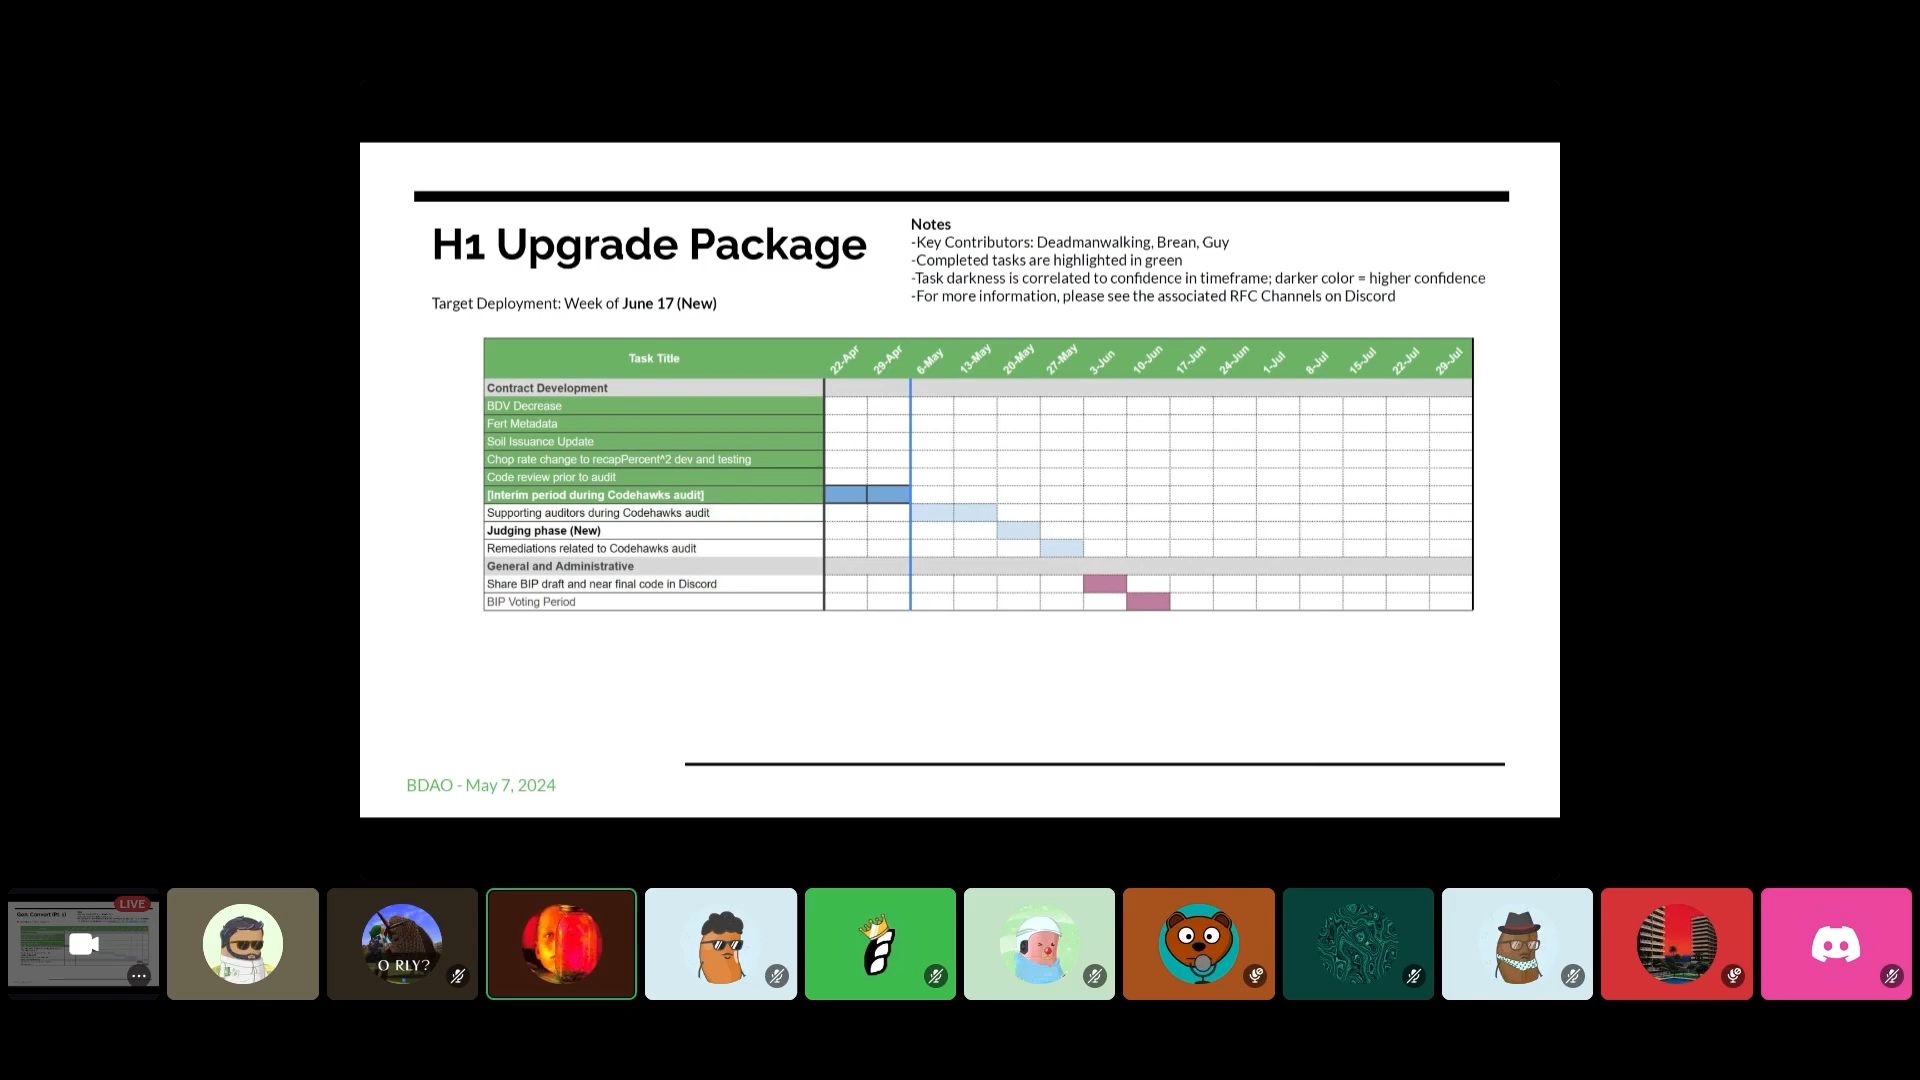 H1 Upgrade Package
Target Deployment: Week of June 17 (New)
Notes
-Key Contributors: Deadmanwalking, Brean, Guy
-Completed tasks are highlighted in green
-Task darkness is correlated to confidence in timeframe; darker color = higher confidence
-For more information, please see the associated RFC Channels on Discord
Task Title 22-Apr 29-Apr 6-May 13-May 20-May 27-May 3-Jun 10-Jun 17-Jun 24-Jun 1-Jul 8-Jul 15-Jul 22-Jul 29-Jul
Contract Development
BDV Decrease
Fert Metadata
Soil Issuance Update
Chop rate change to recapPercent^2 dev and testing
Code review prior to audit
[Interim period during Codehawks audit]
Supporting auditors during Codehawks audit
Judging phase (New)
Remediations related to Codehawks audit
General and Administrative
Share BIP draft and near final code in Discord
BIP Voting Period
BDAO - May 7, 2024
LIVE
O RLY?